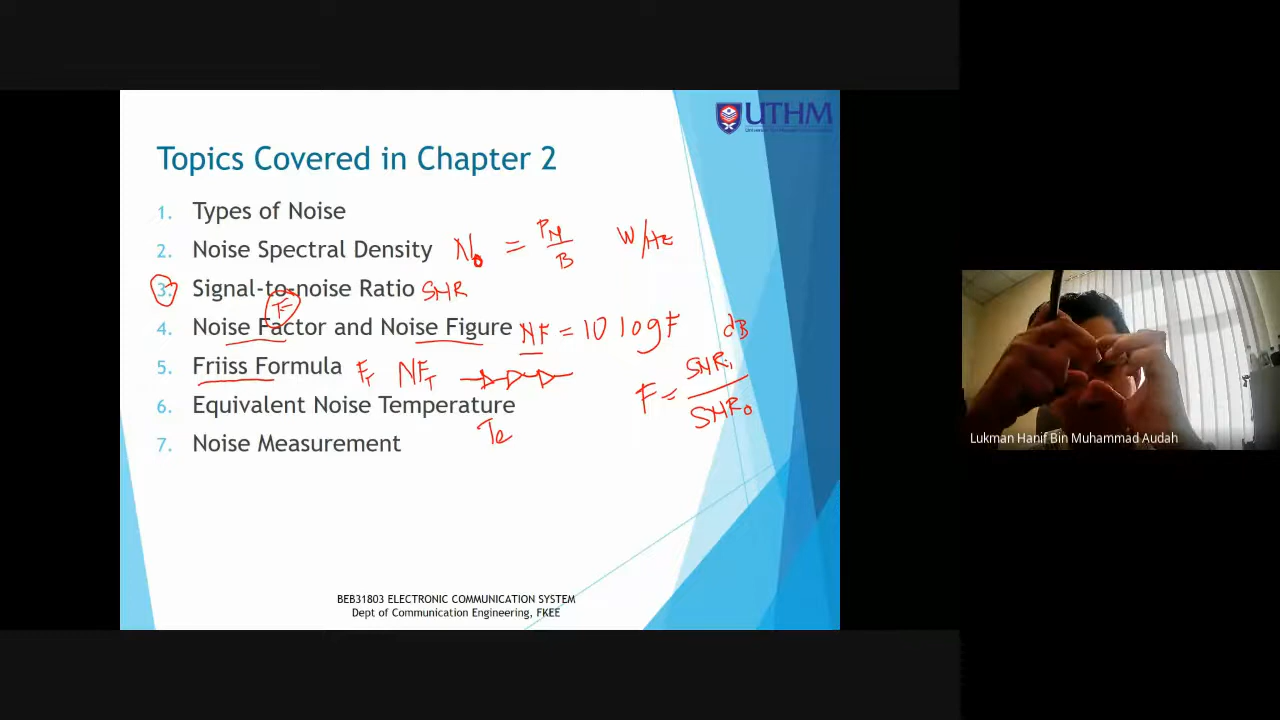 UTHM
Topics Covered in Chapter 2
1. Types of Noise
2. Noise Spectral Density N₀ = P_N / B W/Hz
3. Signal-to-noise Ratio SNR
F
4. Noise Factor and Noise Figure NF = 10 log F dB
5. Friiss Formula F_T NF_T
F = SNR_i / SNR_o
6. Equivalent Noise Temperature
Te
7. Noise Measurement
Lukman Hanif Bin Muhammad Audah
BEB31803 ELECTRONIC COMMUNICATION SYSTEM
Dept of Communication Engineering, FKEE